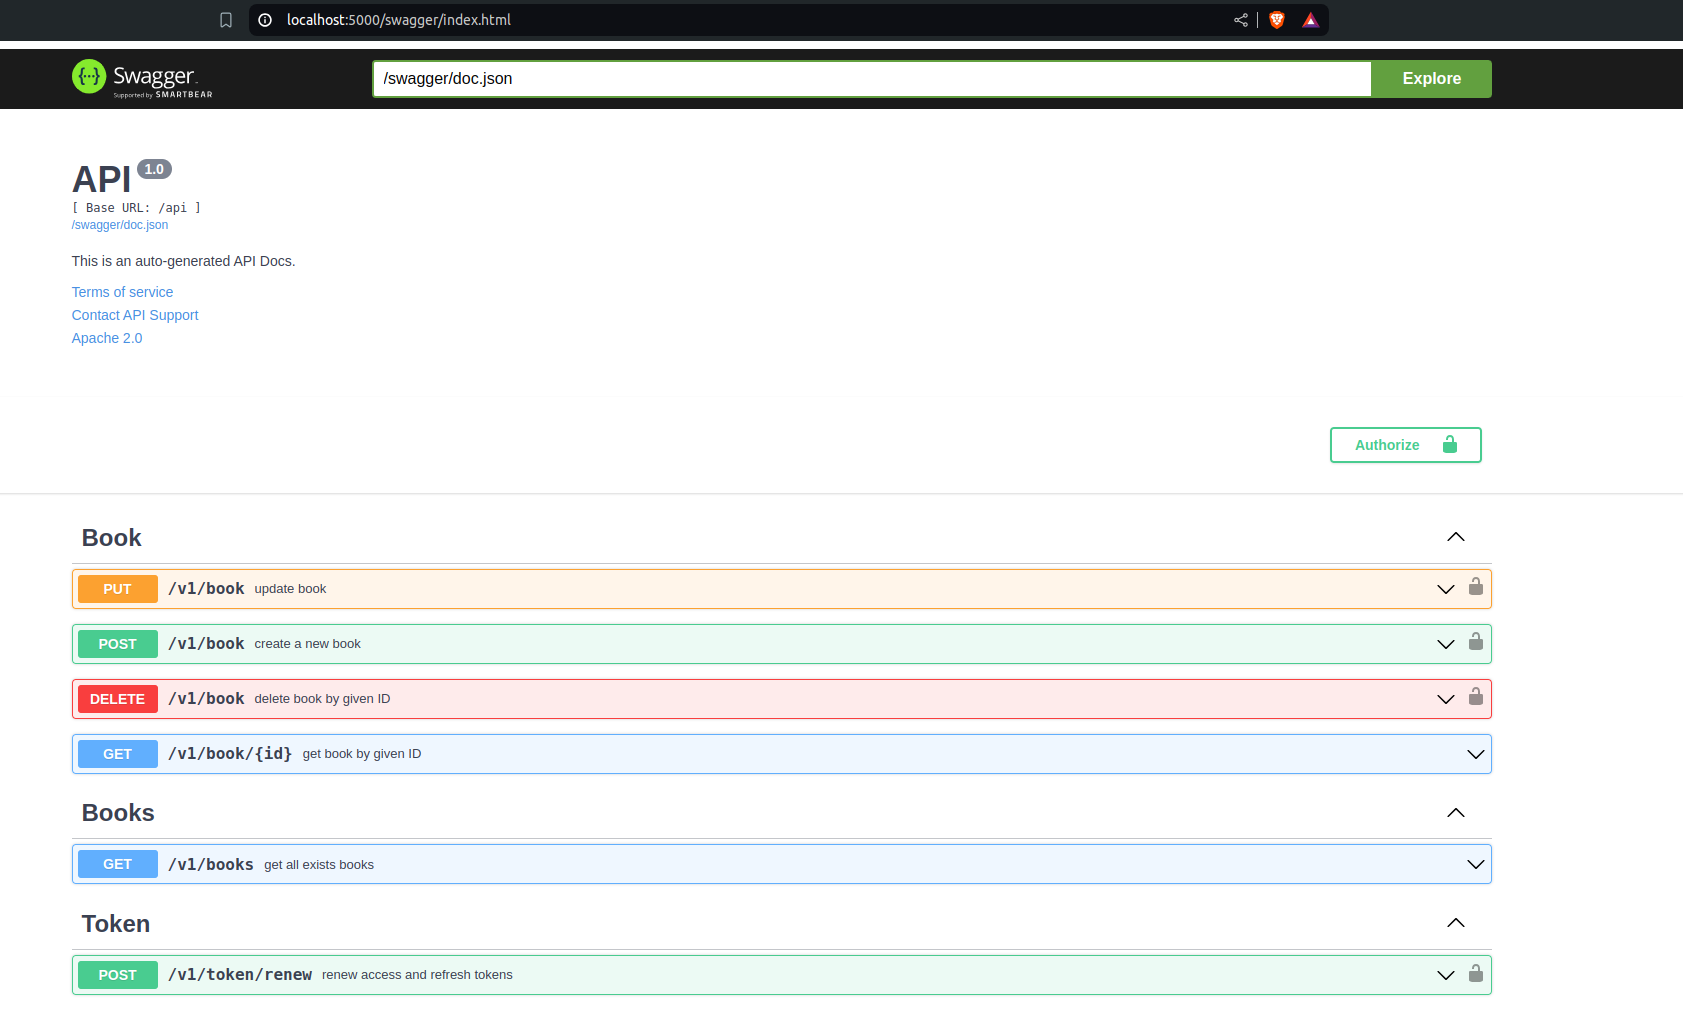 localhost:5000/swagger/index.html
Swagger.
Supported by SMARTBEAR
/swagger/doc.json
Explore
API 1.0
[ Base URL: /api ]
/swagger/doc.json
This is an auto-generated API Docs.
Terms of service
Contact API Support
Apache 2.0
Authorize
Book
PUT /v1/book update book
POST /v1/book create a new book
DELETE /v1/book delete book by given ID
GET /v1/book/{id} get book by given ID
Books
GET /v1/books get all exists books
Token
POST /v1/token/renew renew access and refresh tokens